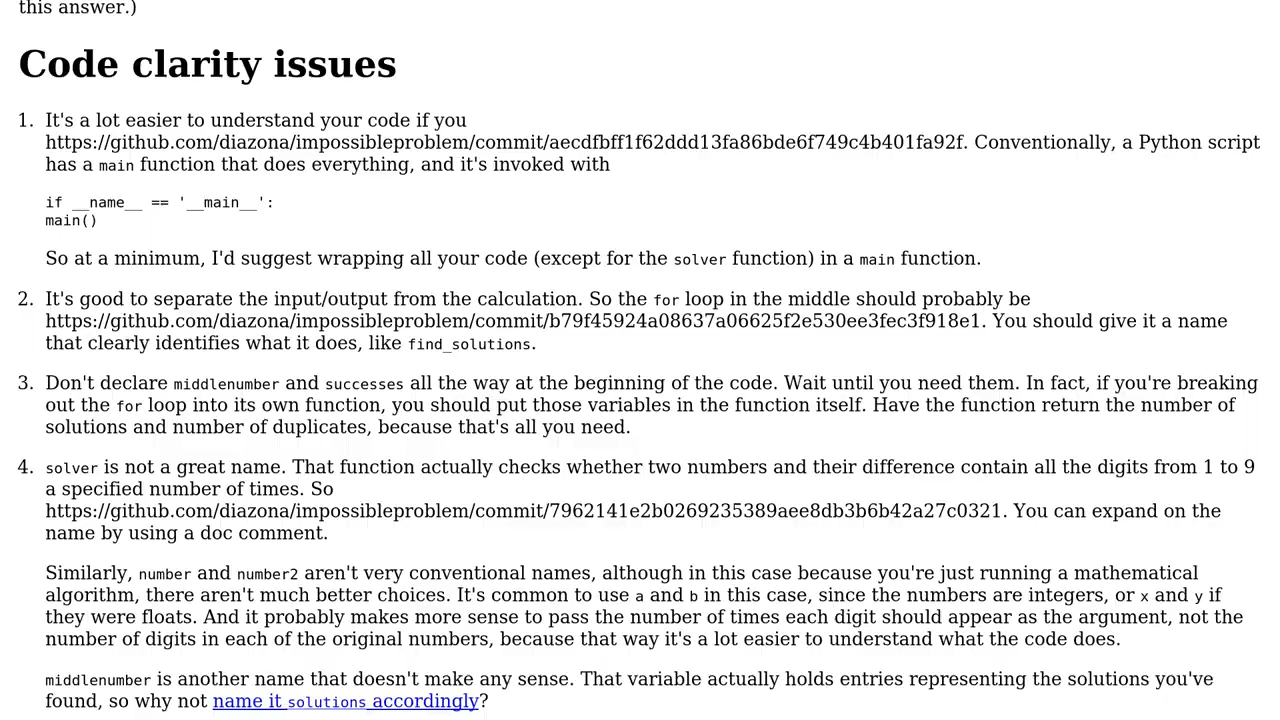 this answer.)
Code clarity issues
1. It's a lot easier to understand your code if you
https://github.com/diazona/impossibleproblem/commit/aecdfbff1f62ddd13fa86bde6f749c4b401fa92f. Conventionally, a Python script
has a main function that does everything, and it's invoked with
if __name__ == '__main__':
main()
So at a minimum, I'd suggest wrapping all your code (except for the solver function) in a main function.
2. It's good to separate the input/output from the calculation. So the for loop in the middle should probably be
https://github.com/diazona/impossibleproblem/commit/b79f45924a08637a06625f2e530ee3fec3f918e1. You should give it a name
that clearly identifies what it does, like find_solutions.
3. Don't declare middlenumber and successes all the way at the beginning of the code. Wait until you need them. In fact, if you're breaking
out the for loop into its own function, you should put those variables in the function itself. Have the function return the number of
solutions and number of duplicates, because that's all you need.
4. solver is not a great name. That function actually checks whether two numbers and their difference contain all the digits from 1 to 9
a specified number of times. So
https://github.com/diazona/impossibleproblem/commit/7962141e2b0269235389aee8db3b6b42a27c0321. You can expand on the
name by using a doc comment.
Similarly, number and number2 aren't very conventional names, although in this case because you're just running a mathematical
algorithm, there aren't much better choices. It's common to use a and b in this case, since the numbers are integers, or x and y if
they were floats. And it probably makes more sense to pass the number of times each digit should appear as the argument, not the
number of digits in each of the original numbers, because that way it's a lot easier to understand what the code does.
middlenumber is another name that doesn't make any sense. That variable actually holds entries representing the solutions you've
found, so why not name it solutions accordingly?